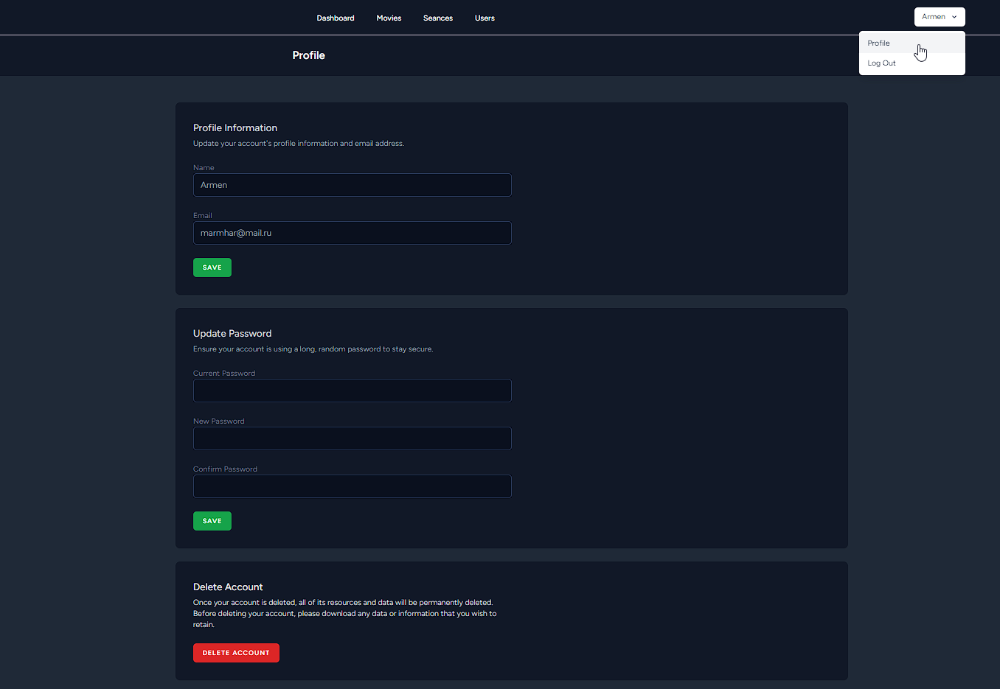 Dashboard Movies Seances Users Armen
Profile
Profile
Log Out
Profile Information
Update your account's profile information and email address.
Name
Armen
Email
marmhar@mail.ru
SAVE
Update Password
Ensure your account is using a long, random password to stay secure.
Current Password
New Password
Confirm Password
SAVE
Delete Account
Once your account is deleted, all of its resources and data will be permanently deleted.
Before deleting your account, please download any data or information that you wish to
retain.
DELETE ACCOUNT